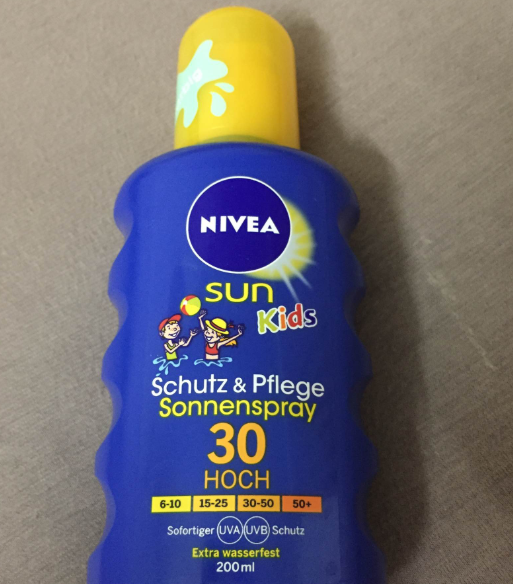 NIVEA
sun
Kids
Schutz & Pflege
Sonnenspray
30
HOCH
6-10 15-25 30-50 50+
Sofortiger UVA UVB Schutz
Extra wasserfest
200ml